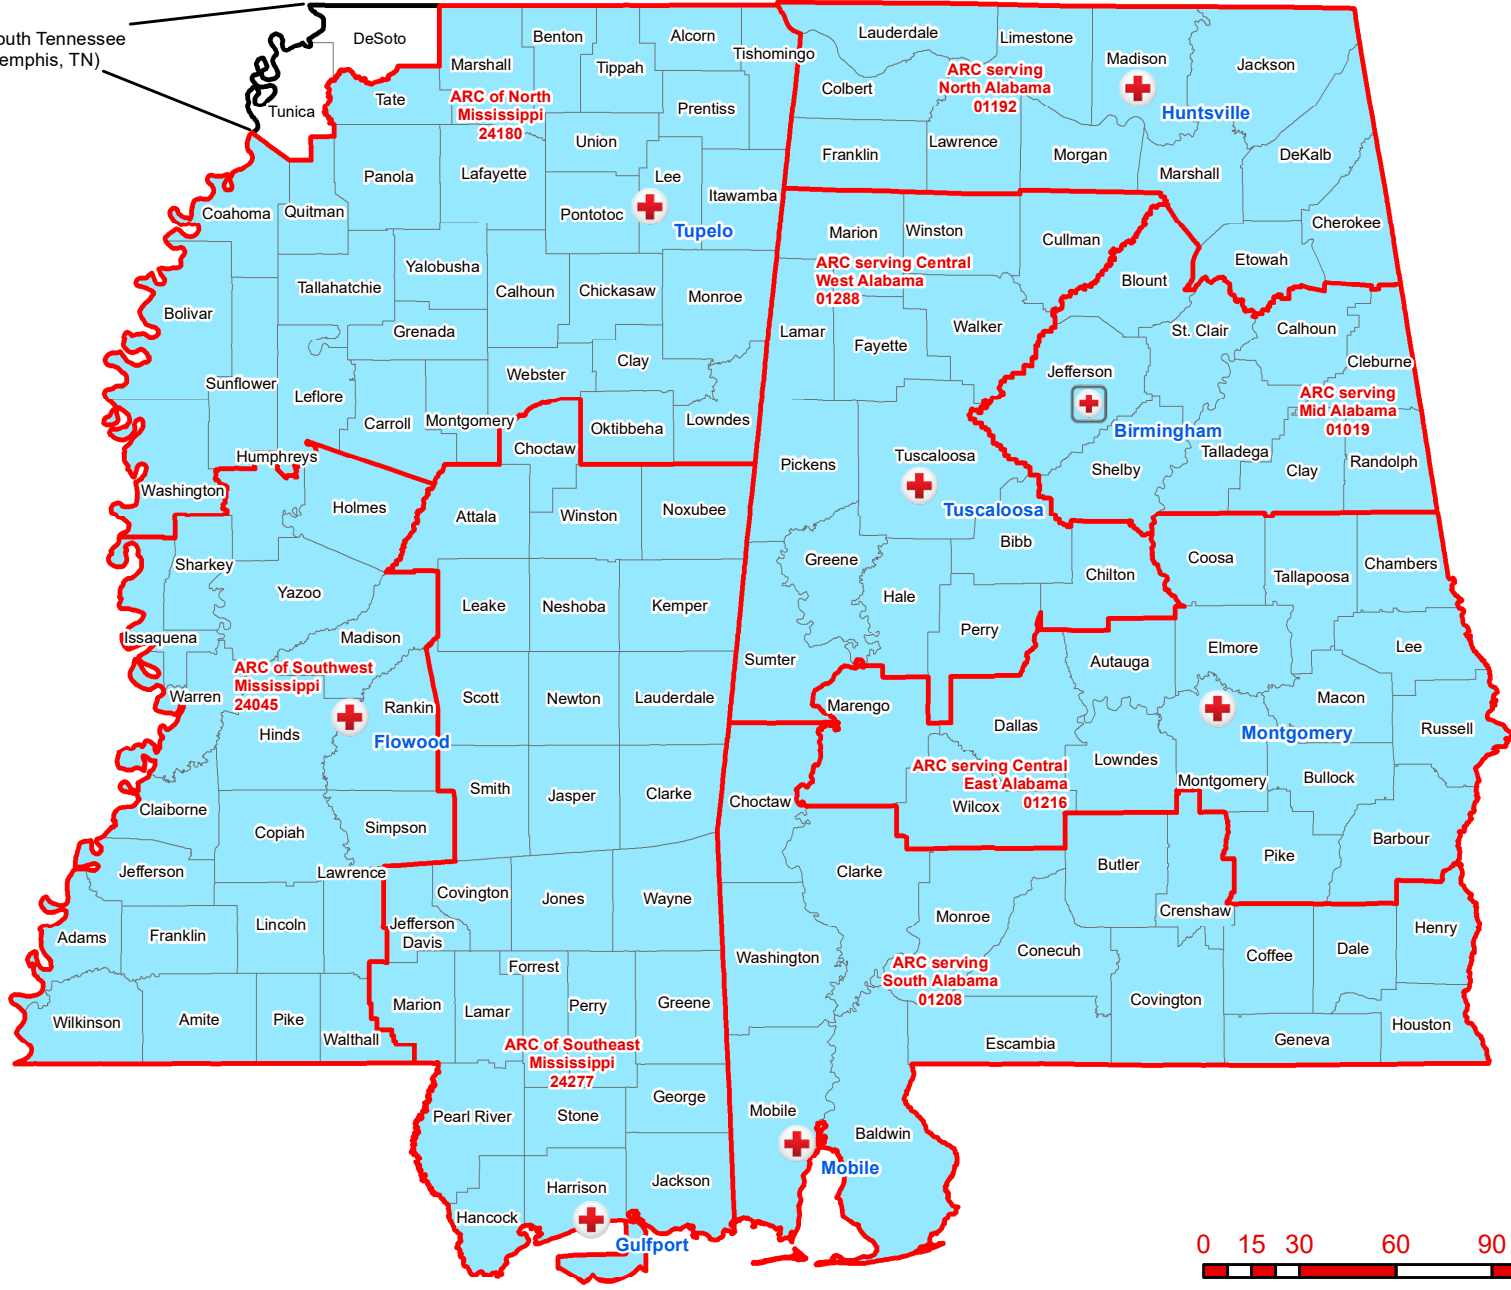 outh Tennessee
emphis, TN)
DeSoto
Tunica
Tate
Marshall
Benton
Tippah
Alcorn
Tishomingo
Prentiss
ARC of North
Mississippi
24180
Union
Panola
Lafayette
Lee
Itawamba
Pontotoc
Tupelo
Coahoma
Quitman
Yalobusha
Tallahatchie
Calhoun
Chickasaw
Monroe
Bolivar
Grenada
Clay
Webster
Sunflower
Leflore
Carroll
Montgomery
Choctaw
Oktibbeha
Lowndes
Humphreys
Washington
Holmes
Attala
Winston
Noxubee
Sharkey
Yazoo
Leake
Neshoba
Kemper
Issaquena
Madison
ARC of Southwest
Mississippi
24045
Warren
Rankin
Scott
Newton
Lauderdale
Hinds
Flowood
Smith
Jasper
Clarke
Claiborne
Copiah
Simpson
Jefferson
Lawrence
Covington
Jones
Wayne
Adams
Franklin
Lincoln
Jefferson
Davis
Forrest
Marion
Lamar
Perry
Greene
Wilkinson
Amite
Pike
Walthall
ARC of Southeast
Mississippi
24277
Pearl River
Stone
George
Harrison
Jackson
Hancock
Gulfport
Lauderdale
Limestone
Madison
Jackson
Colbert
ARC serving
North Alabama
01192
Huntsville
Franklin
Lawrence
Morgan
Marshall
DeKalb
Cherokee
Marion
Winston
Cullman
Etowah
Blount
ARC serving Central
West Alabama
01288
Lamar
Fayette
Walker
St. Clair
Calhoun
Cleburne
Jefferson
Birmingham
ARC serving
Mid Alabama
01019
Pickens
Tuscaloosa
Tuscaloosa
Shelby
Talladega
Clay
Randolph
Bibb
Greene
Hale
Chilton
Coosa
Tallapoosa
Chambers
Perry
Sumter
Autauga
Elmore
Lee
Marengo
Dallas
Macon
Russell
Montgomery
Lowndes
Montgomery
Bullock
ARC serving Central
East Alabama
01216
Wilcox
Choctaw
Clarke
Butler
Pike
Barbour
Monroe
Crenshaw
Conecuh
Coffee
Dale
Henry
Washington
ARC serving
South Alabama
01208
Covington
Escambia
Geneva
Houston
Mobile
Baldwin
Mobile
0 15 30 60 90